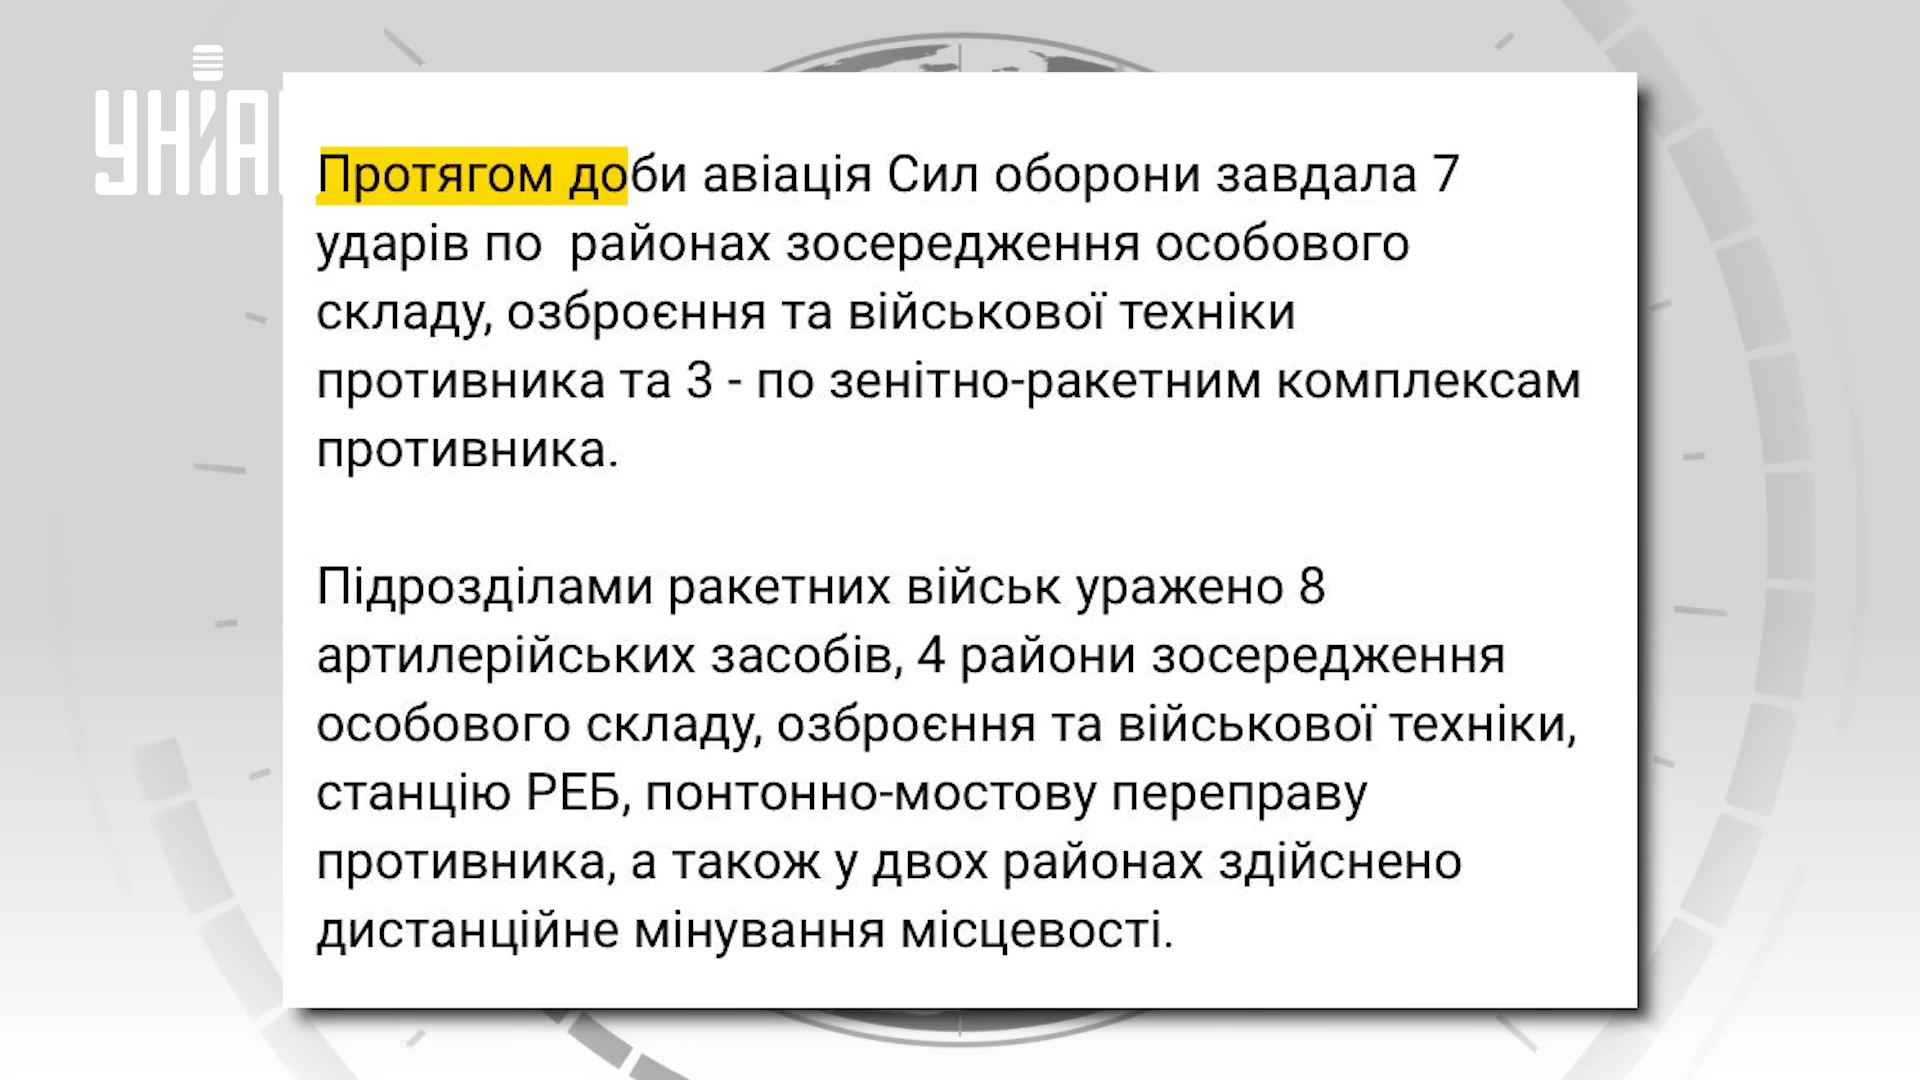 УНІА
Протягом доби авіація Сил оборони завдала 7
ударів по районах зосередження особового
складу, озброєння та військової техніки
противника та 3 - по зенітно-ракетним комплексам
противника.
Підрозділами ракетних військ уражено 8
артилерійських засобів, 4 райони зосередження
особового складу, озброєння та військової техніки,
станцію РЕБ, понтонно-мостову переправу
противника, а також у двох районах здійснено
дистанційне мінування місцевості.